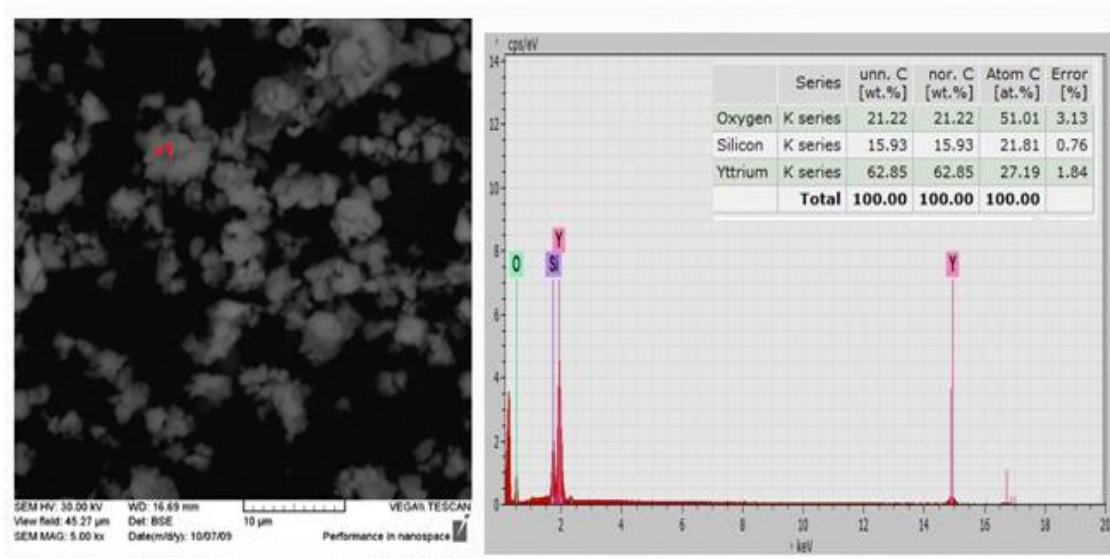 SEM HV: 30.00 kV WD: 16.69 mm VEGA\\ TESCAN
View field: 45.27 µm Det: BSE 10 µm
SEM MAG: 5.00 kx Date(m/d/y): 10/07/09 Performance in nanospace
cps/eV
14
12
10
8
6
4
2
0
Series unn. C nor. C Atom C Error
[wt.%] [wt.%] [at.%] [%]
Oxygen K series 21.22 21.22 51.01 3.13
Silicon K series 15.93 15.93 21.81 0.76
Yttrium K series 62.85 62.85 27.19 1.84
Total 100.00 100.00 100.00
O Si Y Y
2 4 6 8 10 12 14 16 18 20
keV